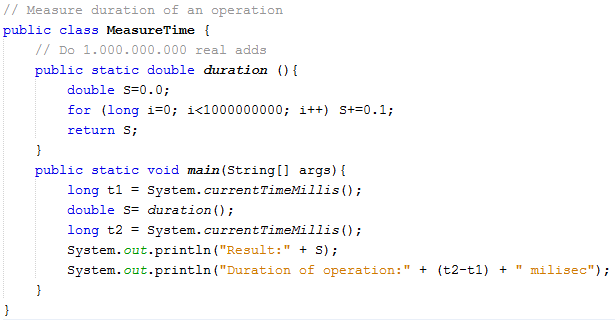 // Measure duration of an operation
public class MeasureTime {
// Do 1.000.000.000 real adds
public static double duration (){
double S=0.0;
for (long i=0; i<1000000000; i++) S+=0.1;
return S;
}
public static void main(String[] args){
long t1 = System.currentTimeMillis();
double S= duration();
long t2 = System.currentTimeMillis();
System.out.println("Result:" + S);
System.out.println("Duration of operation:" + (t2-t1) + " milisec");
}
}